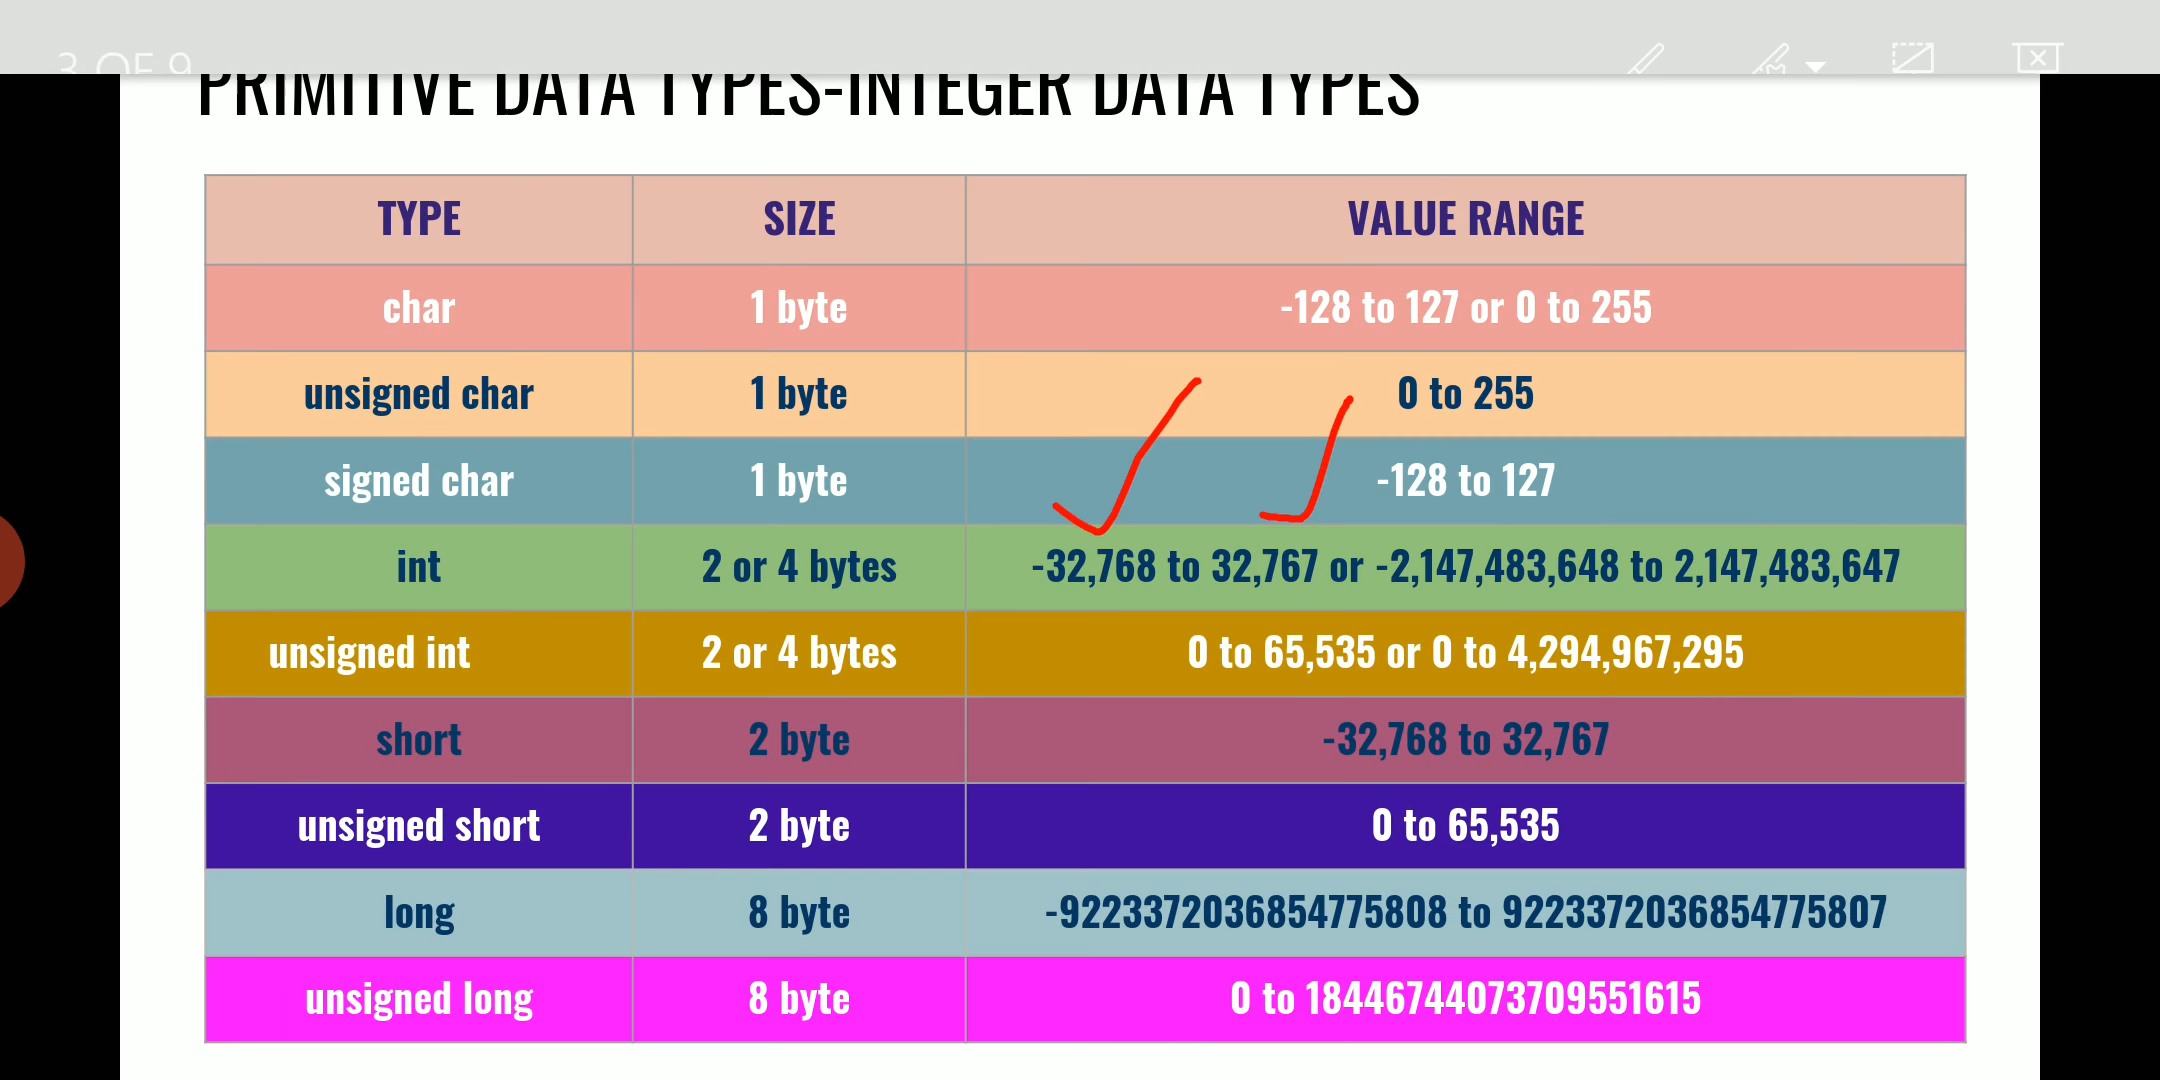 3 OF 9
PRIMITIVE DATA TYPES-INTEGER DATA TYPES
TYPE SIZE VALUE RANGE
char 1 byte -128 to 127 or 0 to 255
unsigned char 1 byte 0 to 255
signed char 1 byte -128 to 127
int 2 or 4 bytes -32,768 to 32,767 or -2,147,483,648 to 2,147,483,647
unsigned int 2 or 4 bytes 0 to 65,535 or 0 to 4,294,967,295
short 2 byte -32,768 to 32,767
unsigned short 2 byte 0 to 65,535
long 8 byte -9223372036854775808 to 9223372036854775807
unsigned long 8 byte 0 to 18446744073709551615